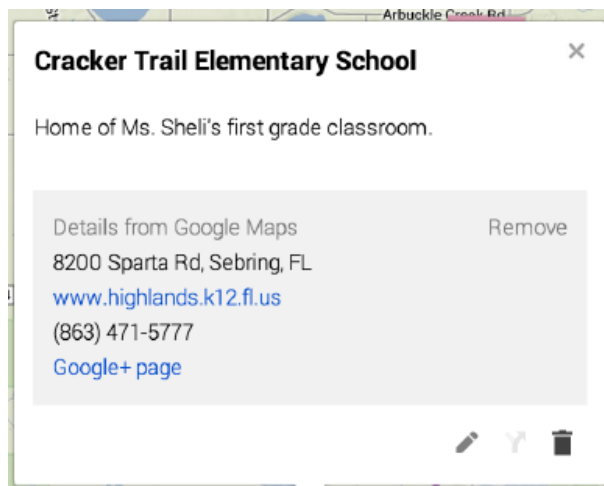 Arbuckle Creek Rd
Cracker Trail Elementary School
Home of Ms. Sheli's first grade classroom.
Details from Google Maps
Remove
8200 Sparta Rd, Sebring, FL
www.highlands.k12.fl.us
(863) 471-5777
Google+ page